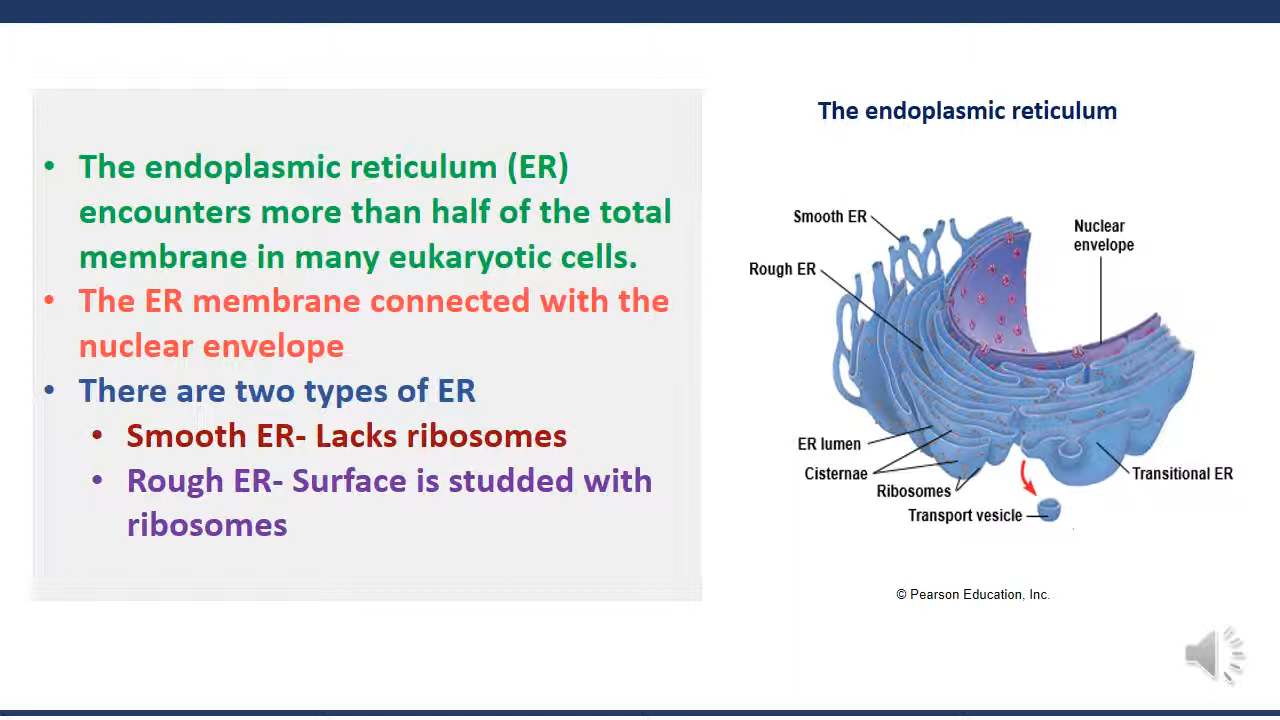 The endoplasmic reticulum
• The endoplasmic reticulum (ER)
encounters more than half of the total
membrane in many eukaryotic cells.
• The ER membrane connected with the
nuclear envelope
• There are two types of ER
• Smooth ER- Lacks ribosomes
• Rough ER- Surface is studded with
ribosomes
Smooth ER
Nuclear
envelope
Rough ER
ER lumen
Cisternae
Ribosomes
Transport vesicle
Transitional ER
© Pearson Education, Inc.